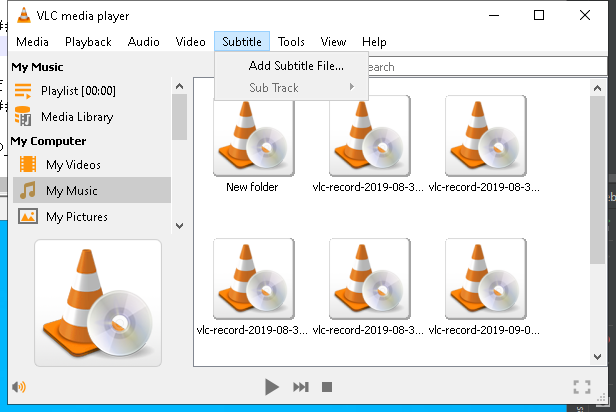 VLC media player
Media Playback Audio Video Subtitle Tools View Help
My Music
Playlist [00:00]
Media Library
My Computer
My Videos
My Music
My Pictures
Add Subtitle File...
Sub Track
earch
New folder
vlc-record-2019-08-3...
vlc-record-2019-08-3...
vlc-record-2019-08-3...
vlc-record-2019-08-3...
vlc-record-2019-09-0...